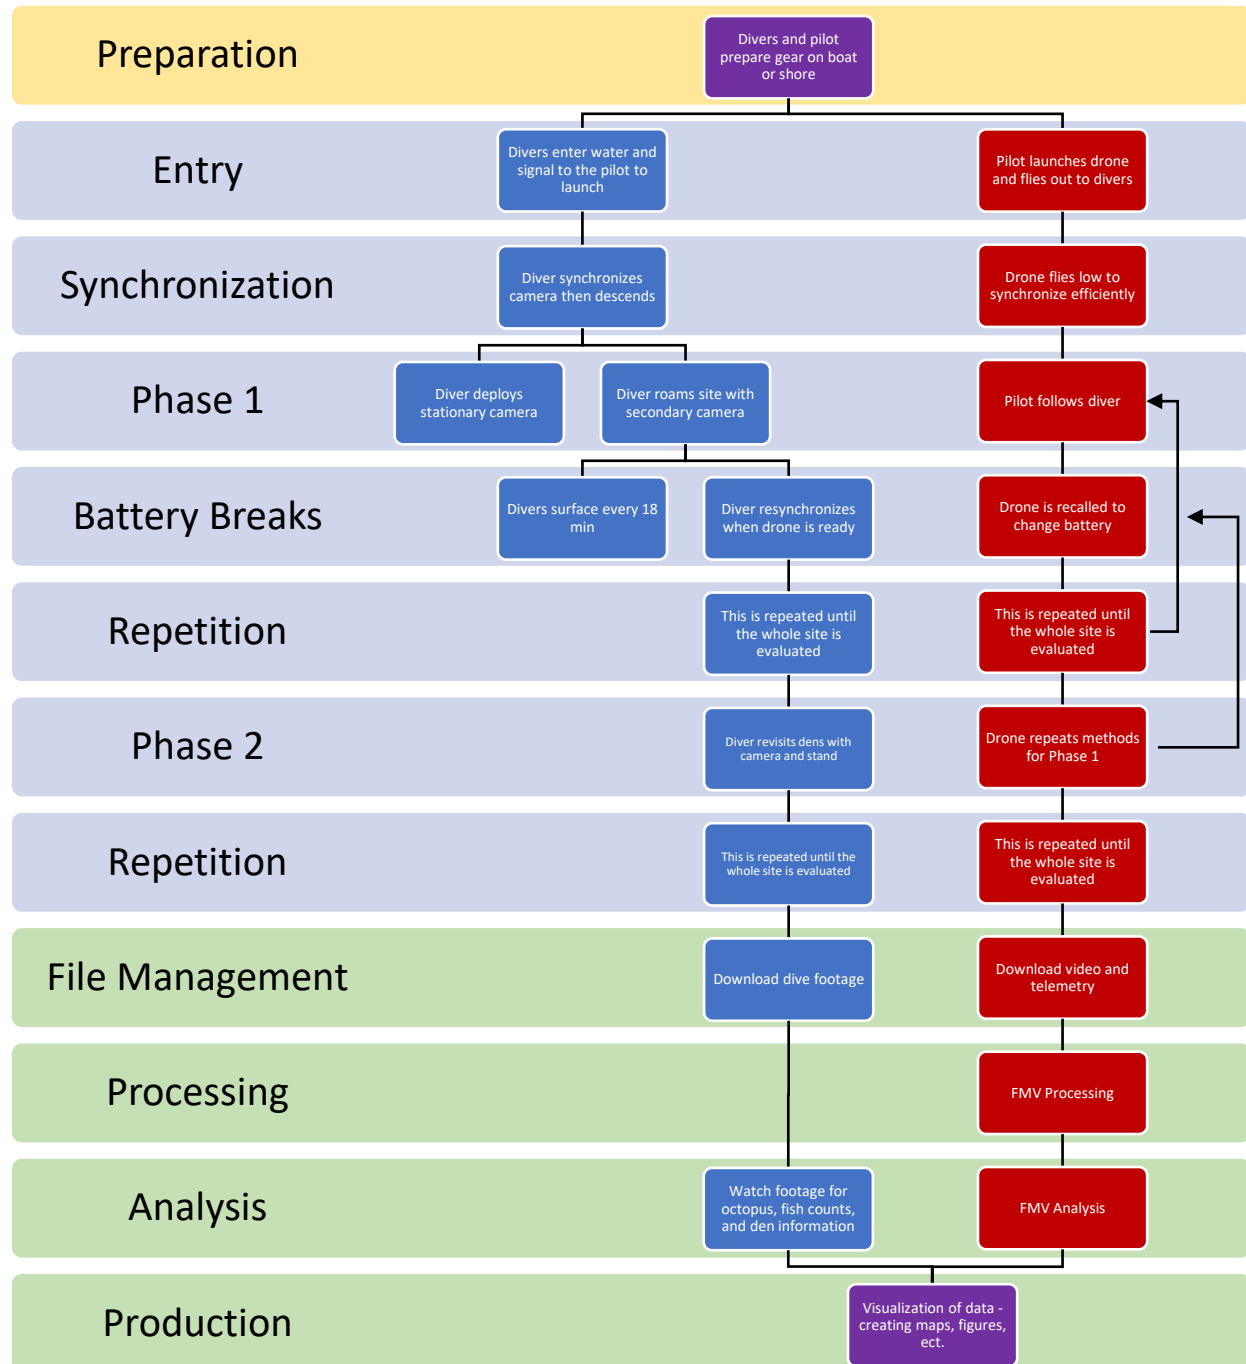 Preparation
Divers and pilot
prepare gear on boat
or shore
Entry
Divers enter water and
signal to the pilot to
launch
Pilot launches drone
and flies out to divers
Synchronization
Diver synchronizes
camera then descends
Drone flies low to
synchronize efficiently
Phase 1
Diver deploys
stationary camera
Diver roams site with
secondary camera
Pilot follows diver
Battery Breaks
Divers surface every 18
min
Diver resynchronizes
when drone is ready
Drone is recalled to
change battery
Repetition
This is repeated until
the whole site is
evaluated
This is repeated until
the whole site is
evaluated
Phase 2
Diver revisits dens with
camera and stand
Drone repeats methods
for Phase 1
Repetition
This is repeated until the
whole site is evaluated
This is repeated until
the whole site is
evaluated
File Management
Download dive footage
Download video and
telemetry
Processing
FMV Processing
Analysis
Watch footage for
octopus, fish counts,
and den information
FMV Analysis
Production
Visualization of data -
creating maps, figures,
ect.